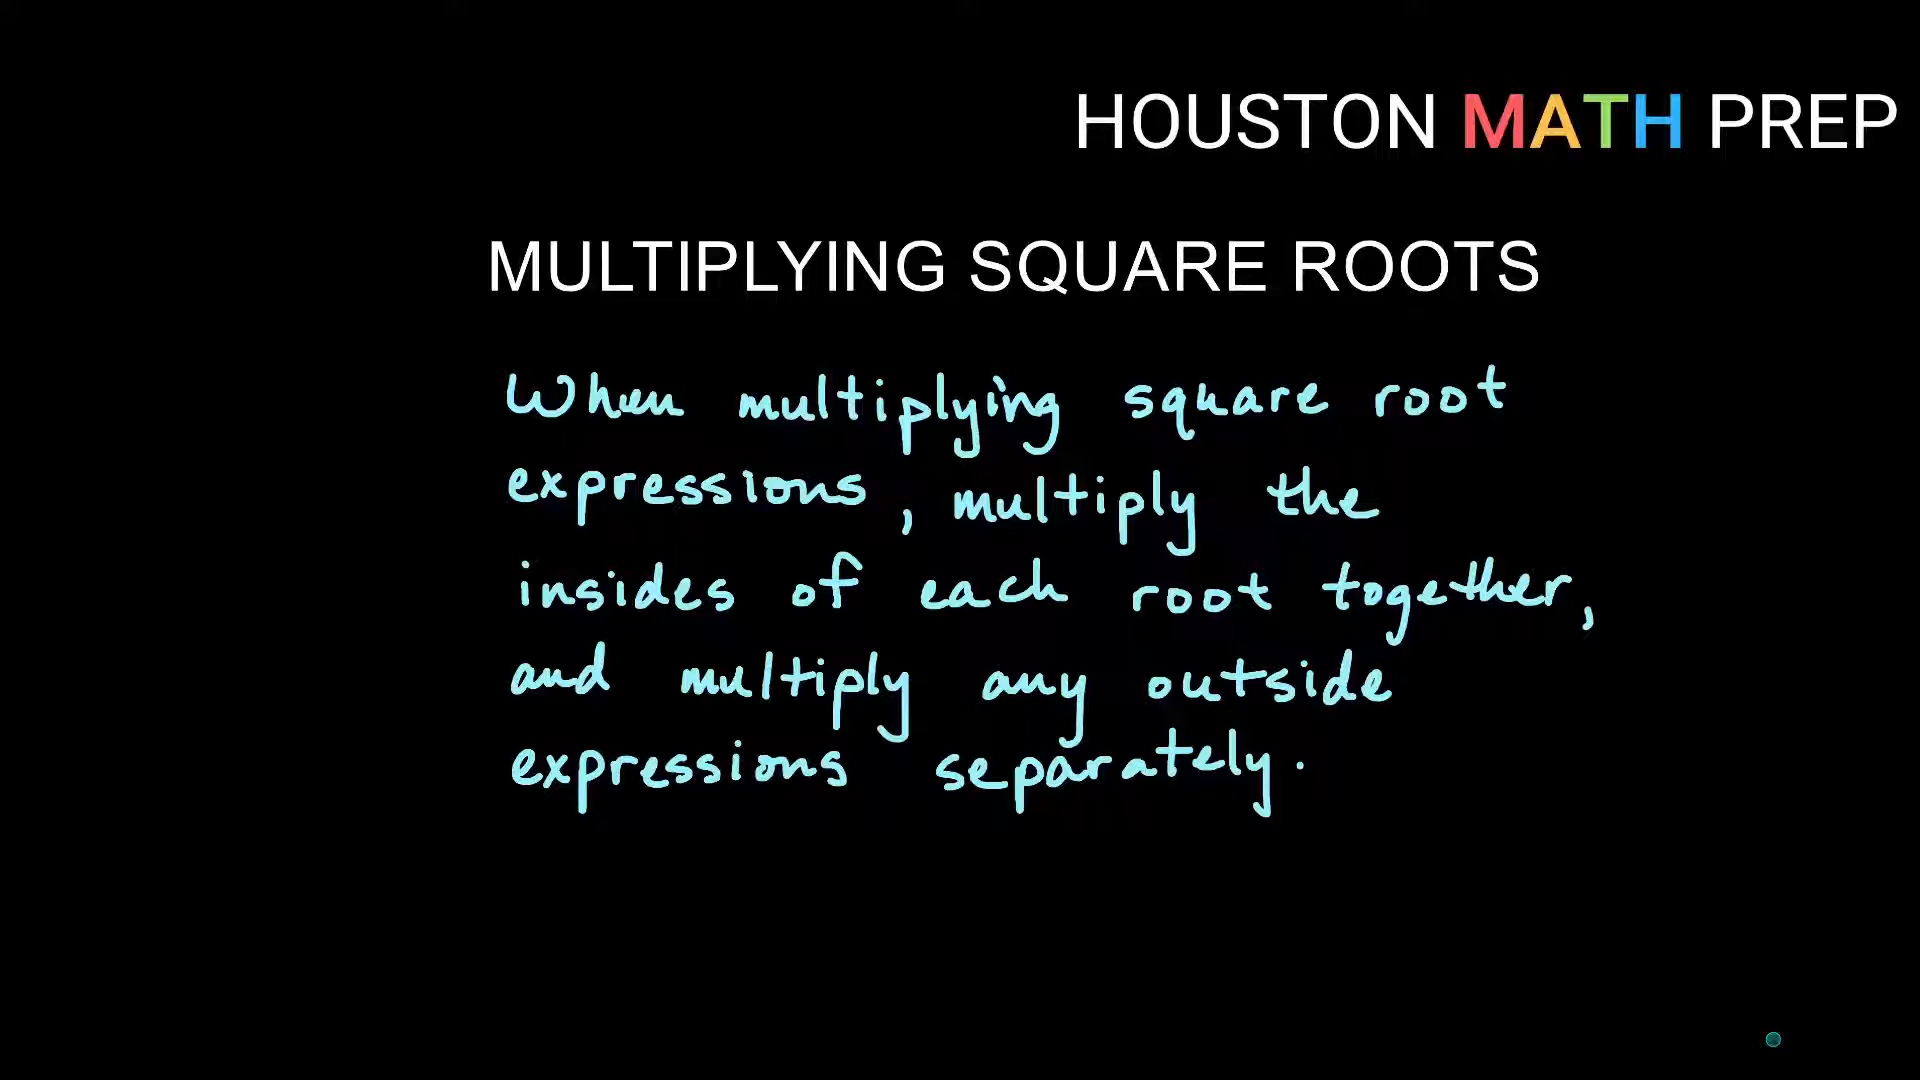 HOUSTON MATH PREP
MULTIPLYING SQUARE ROOTS
When multiplying square root
expressions, multiply the
insides of each root together,
and multiply any outside
expressions separately.